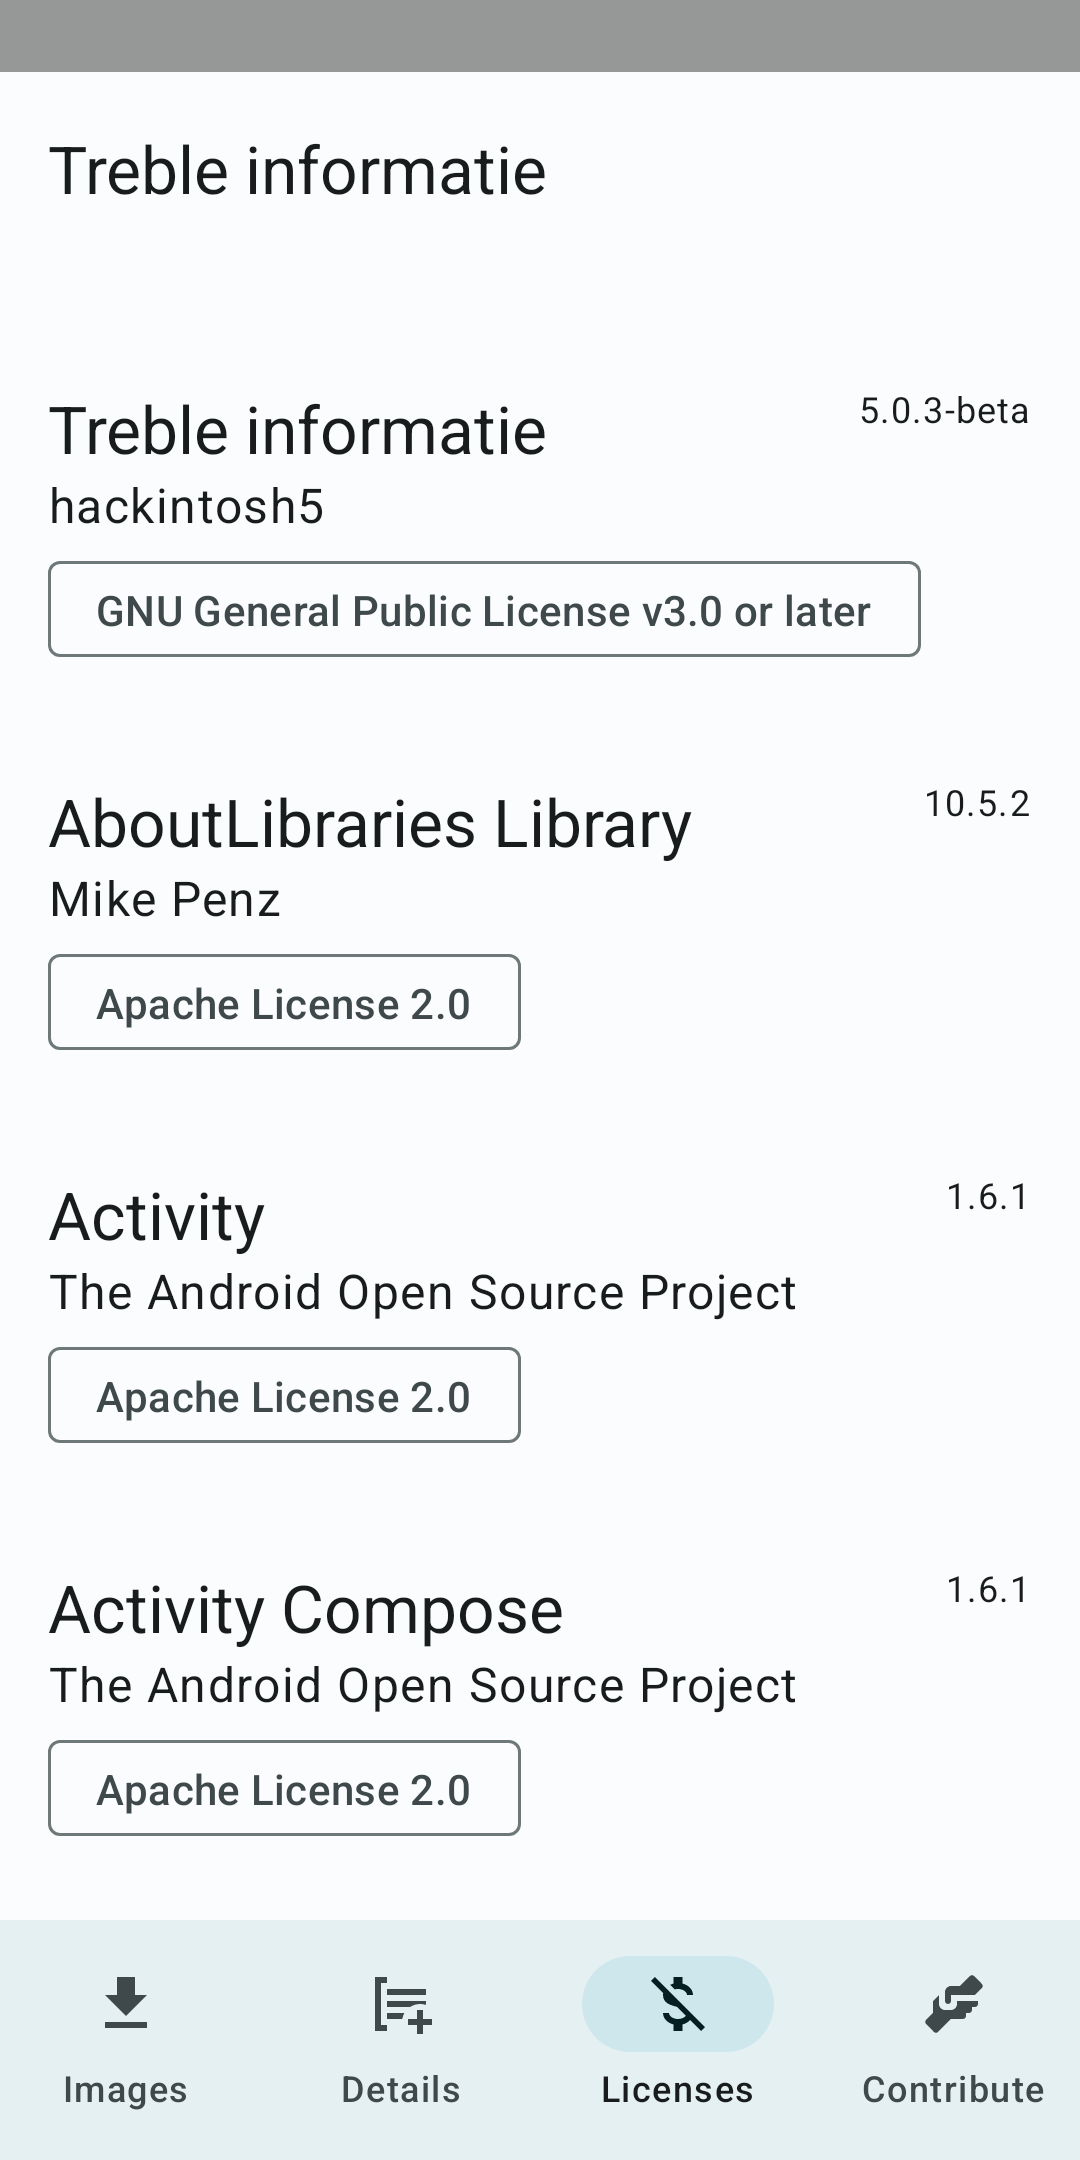 Treble informatie
Treble informatie
5.0.3-beta
hackintosh5
GNU General Public License v3.0 or later
AboutLibraries Library
10.5.2
Mike Penz
Apache License 2.0
Activity
1.6.1
The Android Open Source Project
Apache License 2.0
Activity Compose
1.6.1
The Android Open Source Project
Apache License 2.0
Images
Details
Licenses
Contribute